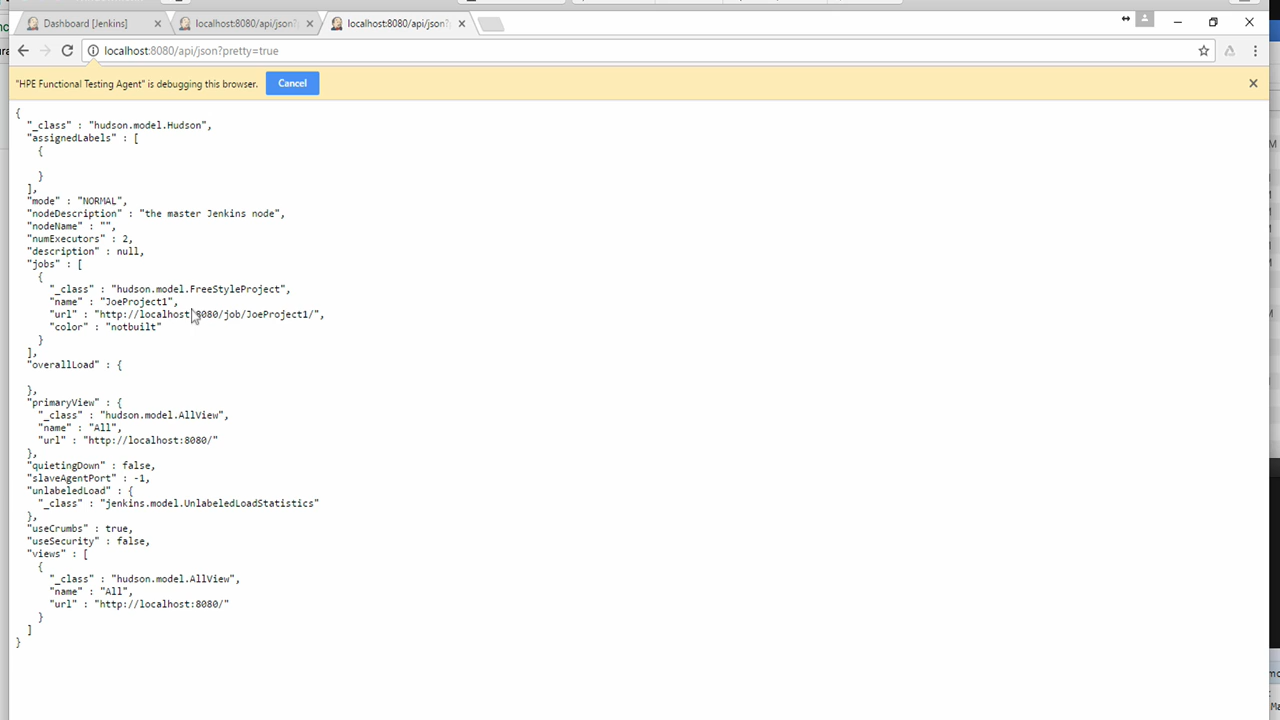 Dashboard [Jenkins]
localhost:8080/api/json?
localhost:8080/api/json?
localhost:8080/api/json?pretty=true
"HPE Functional Testing Agent" is debugging this browser.
Cancel
{
"_class" : "hudson.model.Hudson",
"assignedLabels" : [
{
}
],
"mode" : "NORMAL",
"nodeDescription" : "the master Jenkins node",
"nodeName" : "",
"numExecutors" : 2,
"description" : null,
"jobs" : [
{
"_class" : "hudson.model.FreeStyleProject",
"name" : "JoeProject1",
"url" : "http://localhost:8080/job/JoeProject1/",
"color" : "notbuilt"
}
],
"overallLoad" : {
},
"primaryView" : {
"_class" : "hudson.model.AllView",
"name" : "All",
"url" : "http://localhost:8080/"
},
"quietingDown" : false,
"slaveAgentPort" : -1,
"unlabeledLoad" : {
"_class" : "jenkins.model.UnlabeledLoadStatistics"
},
"useCrumbs" : true,
"useSecurity" : false,
"views" : [
{
"_class" : "hudson.model.AllView",
"name" : "All",
"url" : "http://localhost:8080/"
}
]
}